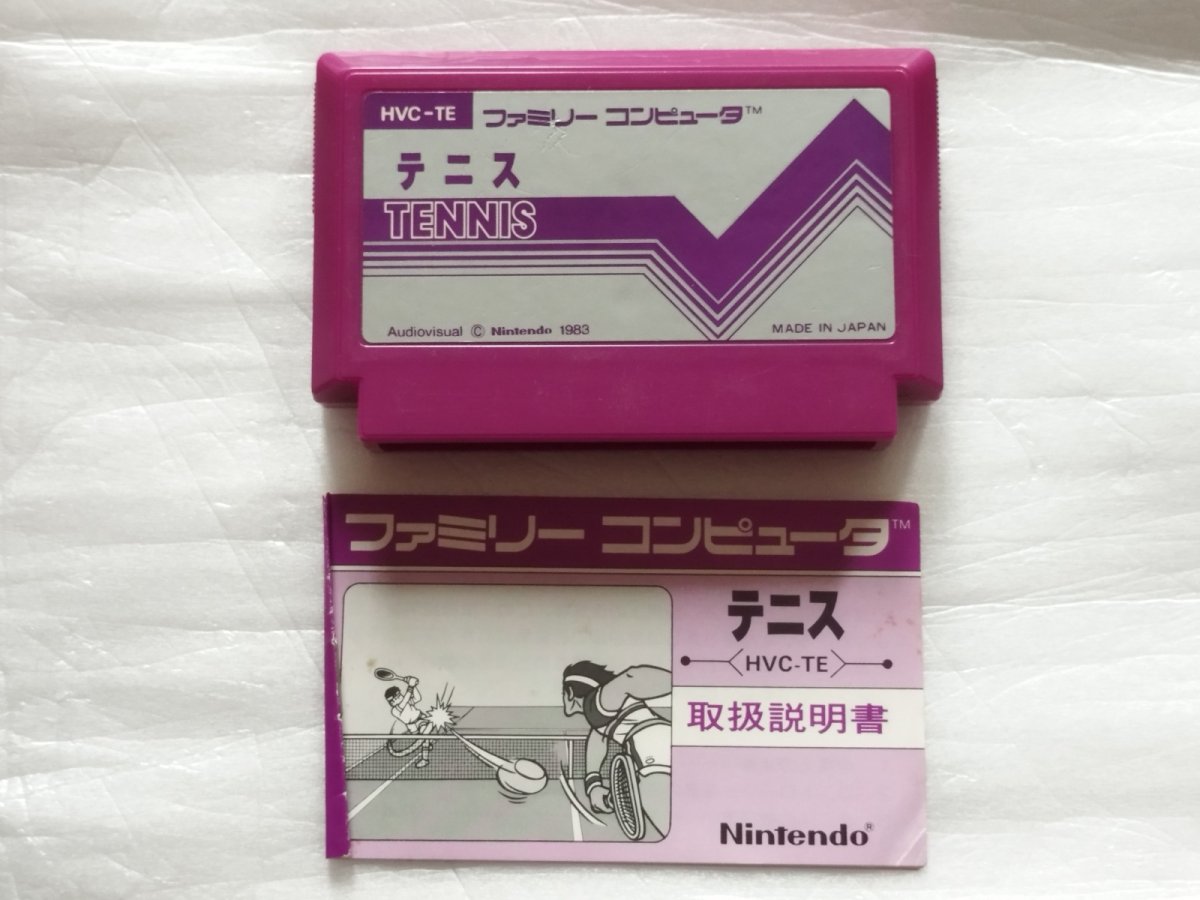 HVC-TE ファミリー コンピュータ™
テニス
TENNIS
Audiovisual © Nintendo 1983
MADE IN JAPAN
ファミリー コンピュータ™
テニス
HVC-TE
取扱説明書
Nintendo®